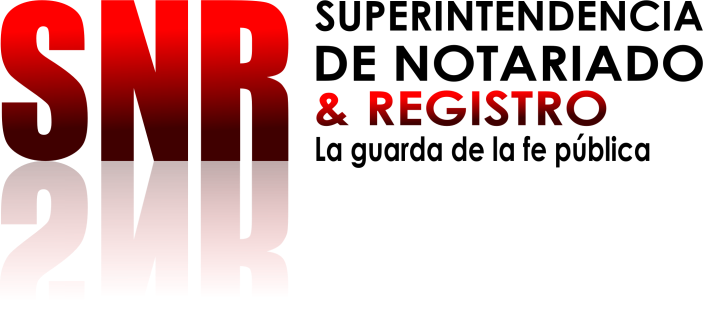 SNR
SUPERINTENDENCIA
DE NOTARIADO
& REGISTRO
La guarda de la fe pública